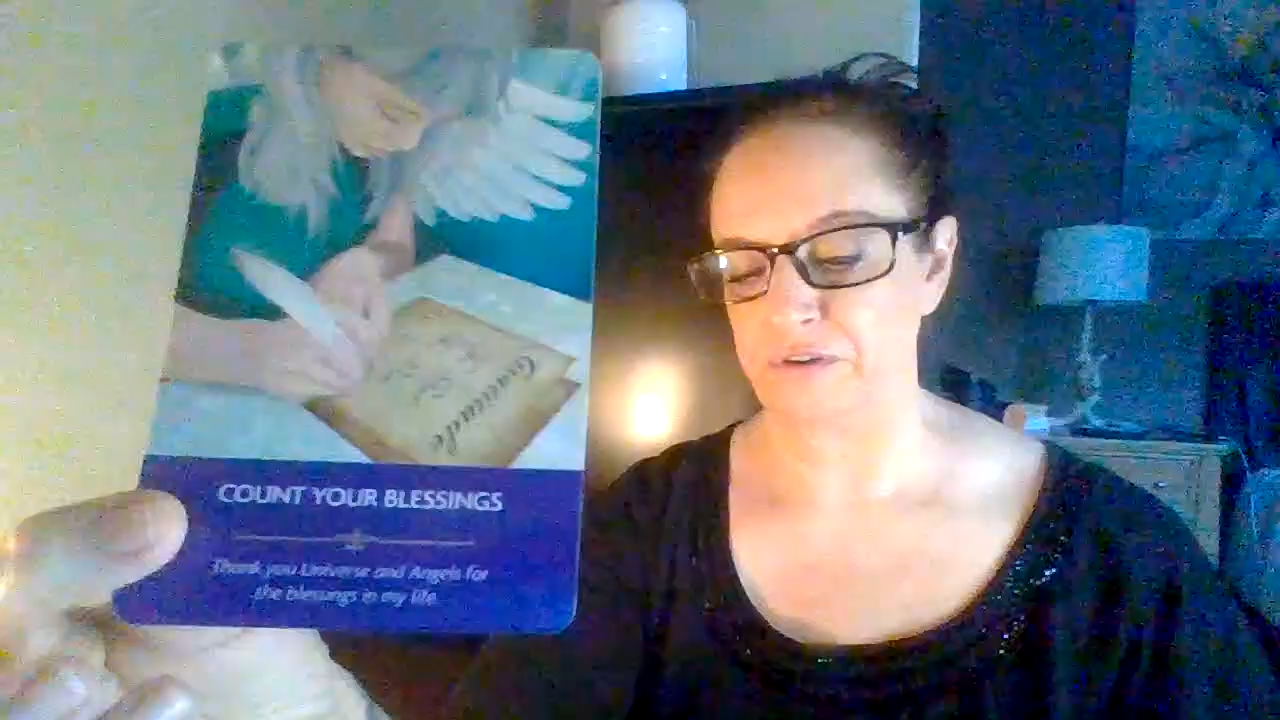 Gratitude
COUNT YOUR BLESSINGS
Thank you Universe and Angels for
the blessings in my life.